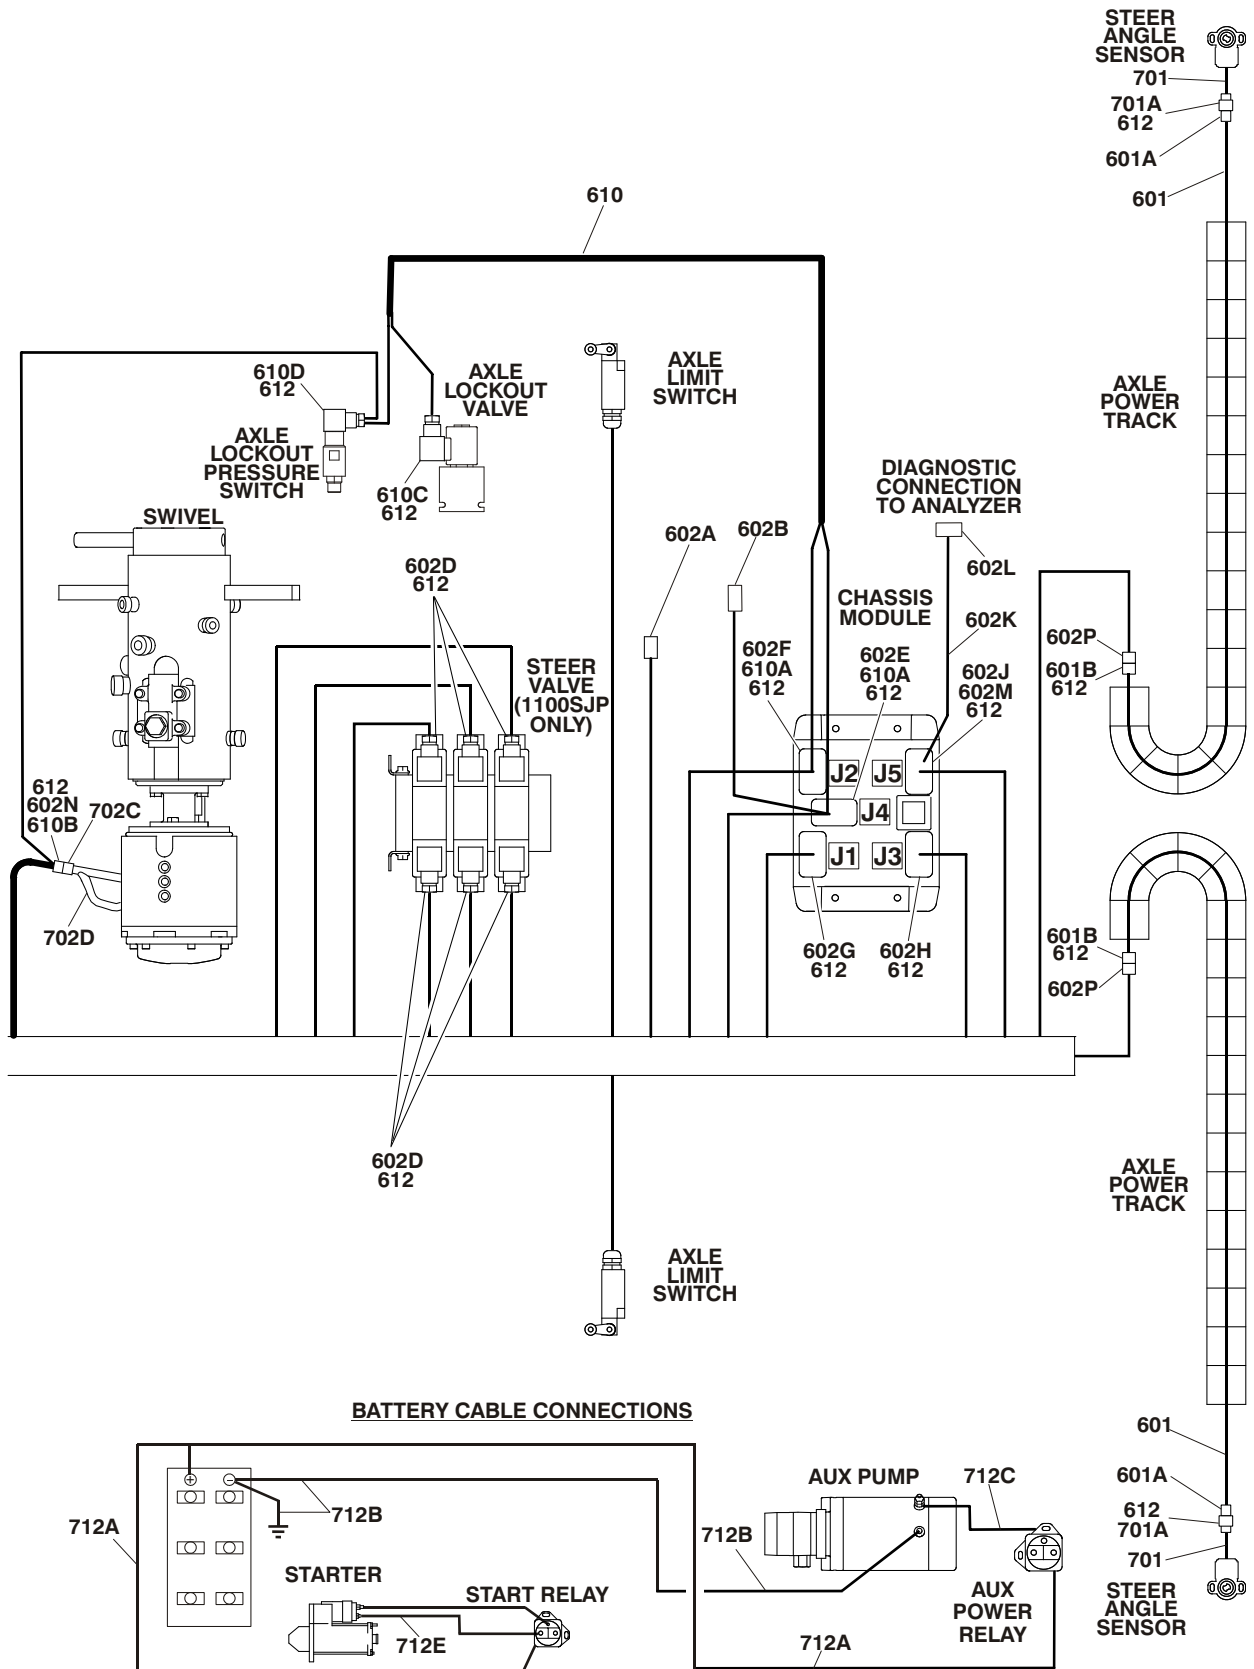 STEER
ANGLE
SENSOR
701
701A
612
601A
601
610
AXLE
POWER
TRACK
610D
612
AXLE
LOCKOUT
VALVE
AXLE
LIMIT
SWITCH
AXLE
LOCKOUT
PRESSURE
SWITCH
610C
612
DIAGNOSTIC
CONNECTION
TO ANALYZER
SWIVEL
602A
602B
602L
602D
612
CHASSIS
MODULE
602K
602P
601B
612
602F
610A
612
602E
610A
612
602J
602M
612
STEER
VALVE
(1100SJP
ONLY)
J2
J5
J4
J1
J3
612
602N
610B
702C
702D
602G
612
602H
612
601B
612
602P
602D
612
AXLE
POWER
TRACK
AXLE
LIMIT
SWITCH
BATTERY CABLE CONNECTIONS
601
601A
612
701A
701
STEER
ANGLE
SENSOR
+
−
712A
712B
AUX PUMP
712C
712B
STARTER
START RELAY
712E
AUX
POWER
RELAY
712A